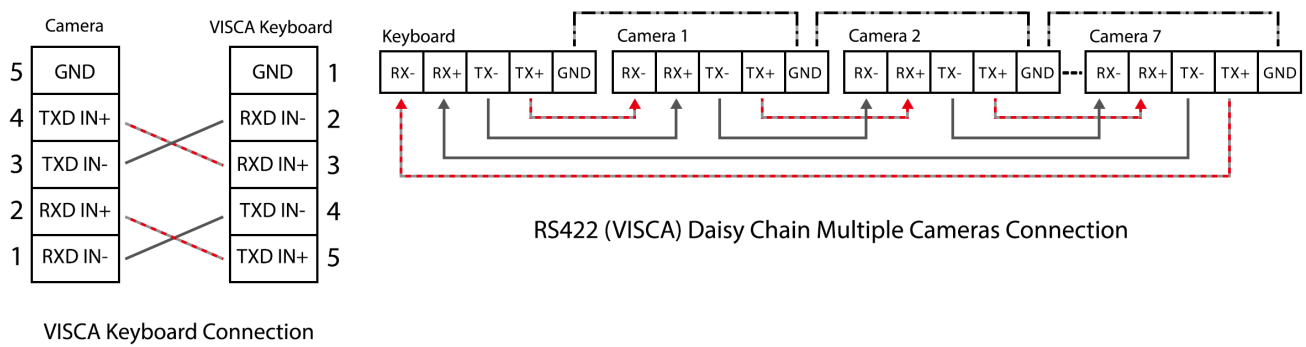 Camera VISCA Keyboard
5 GND GND 1
4 TXD IN+ RXD IN- 2
3 TXD IN- RXD IN+ 3
2 RXD IN+ TXD IN- 4
1 RXD IN- TXD IN+ 5
VISCA Keyboard Connection
Keyboard Camera 1 Camera 2 Camera 7
RX- RX+ TX- TX+ GND RX- RX+ TX- TX+ GND RX- RX+ TX- TX+ GND RX- RX+ TX- TX+ GND
RS422 (VISCA) Daisy Chain Multiple Cameras Connection